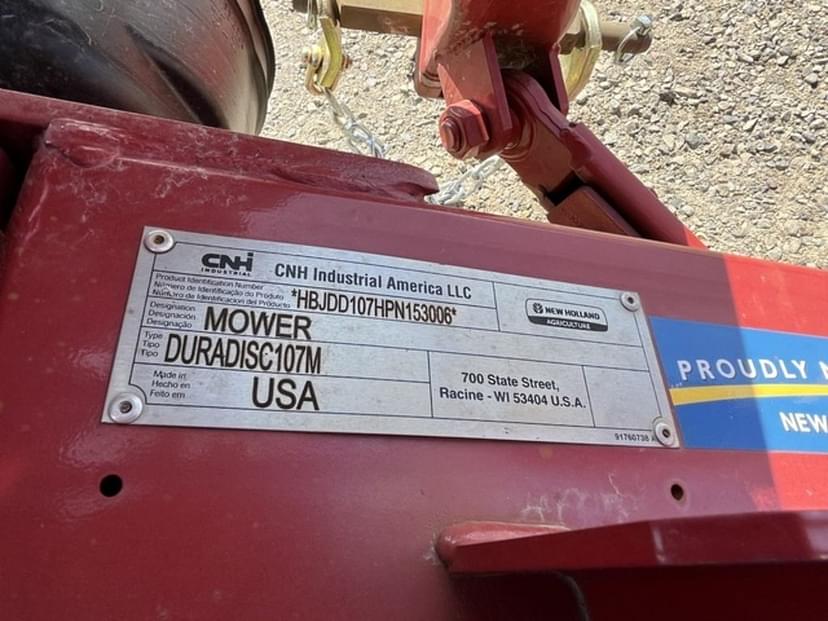 CNH
INDUSTRIAL
CNH Industrial America LLC
Product Identification Number
Número de Identificação do Produto
Número de Identificacion del Producto
*HBJDD107HPN153006*
NEW HOLLAND
AGRICULTURE
Designation
Designación
Designação
MOWER
Type
Tipo
Tipo
DURADISC107M
Made in
Hecho en
Feito em
USA
700 State Street,
Racine - WI 53404 U.S.A.
91760738 A
PROUDLY
NEW